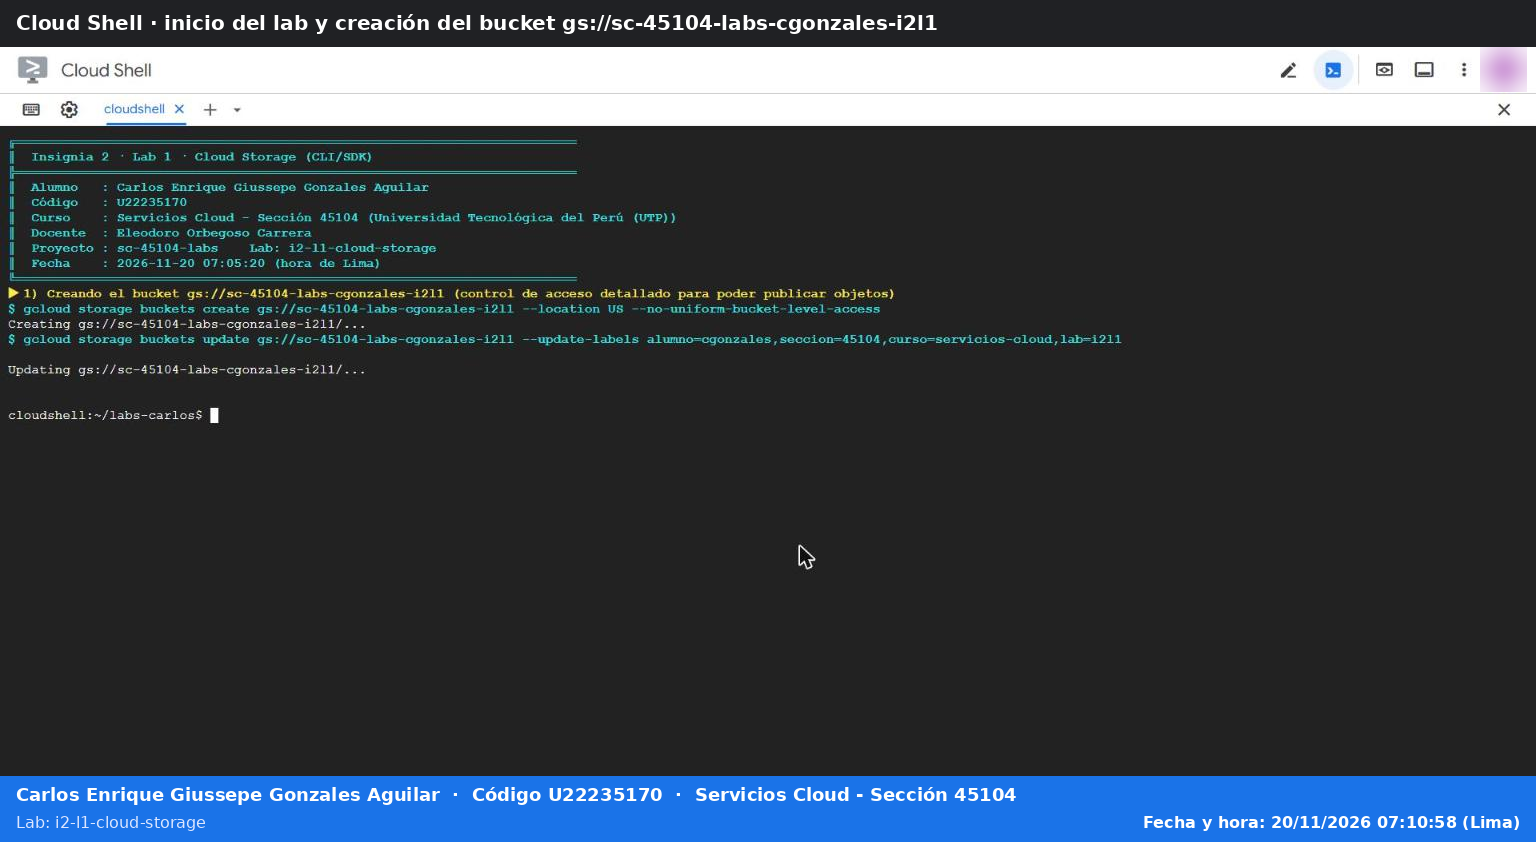 Cloud Shell · inicio del lab y creación del bucket gs://sc-45104-labs-cgonzales-i2l1
Cloud Shell
cloudshell
Insignia 2 · Lab 1 · Cloud Storage (CLI/SDK)
Alumno : Carlos Enrique Giussepe Gonzales Aguilar
Código : U22235170
Curso : Servicios Cloud - Sección 45104 (Universidad Tecnológica del Perú (UTP))
Docente : Eleodoro Orbegoso Carrera
Proyecto : sc-45104-labs Lab: i2-l1-cloud-storage
Fecha : 2026-11-20 07:05:20 (hora de Lima)
▶ 1) Creando el bucket gs://sc-45104-labs-cgonzales-i2l1 (control de acceso detallado para poder publicar objetos)
$ gcloud storage buckets create gs://sc-45104-labs-cgonzales-i2l1 --location US --no-uniform-bucket-level-access
Creating gs://sc-45104-labs-cgonzales-i2l1/...
$ gcloud storage buckets update gs://sc-45104-labs-cgonzales-i2l1 --update-labels alumno=cgonzales,seccion=45104,curso=servicios-cloud,lab=i2l1
Updating gs://sc-45104-labs-cgonzales-i2l1/...
cloudshell:~/labs-carlos$
Carlos Enrique Giussepe Gonzales Aguilar · Código U22235170 · Servicios Cloud - Sección 45104
Lab: i2-l1-cloud-storage
Fecha y hora: 20/11/2026 07:10:58 (Lima)